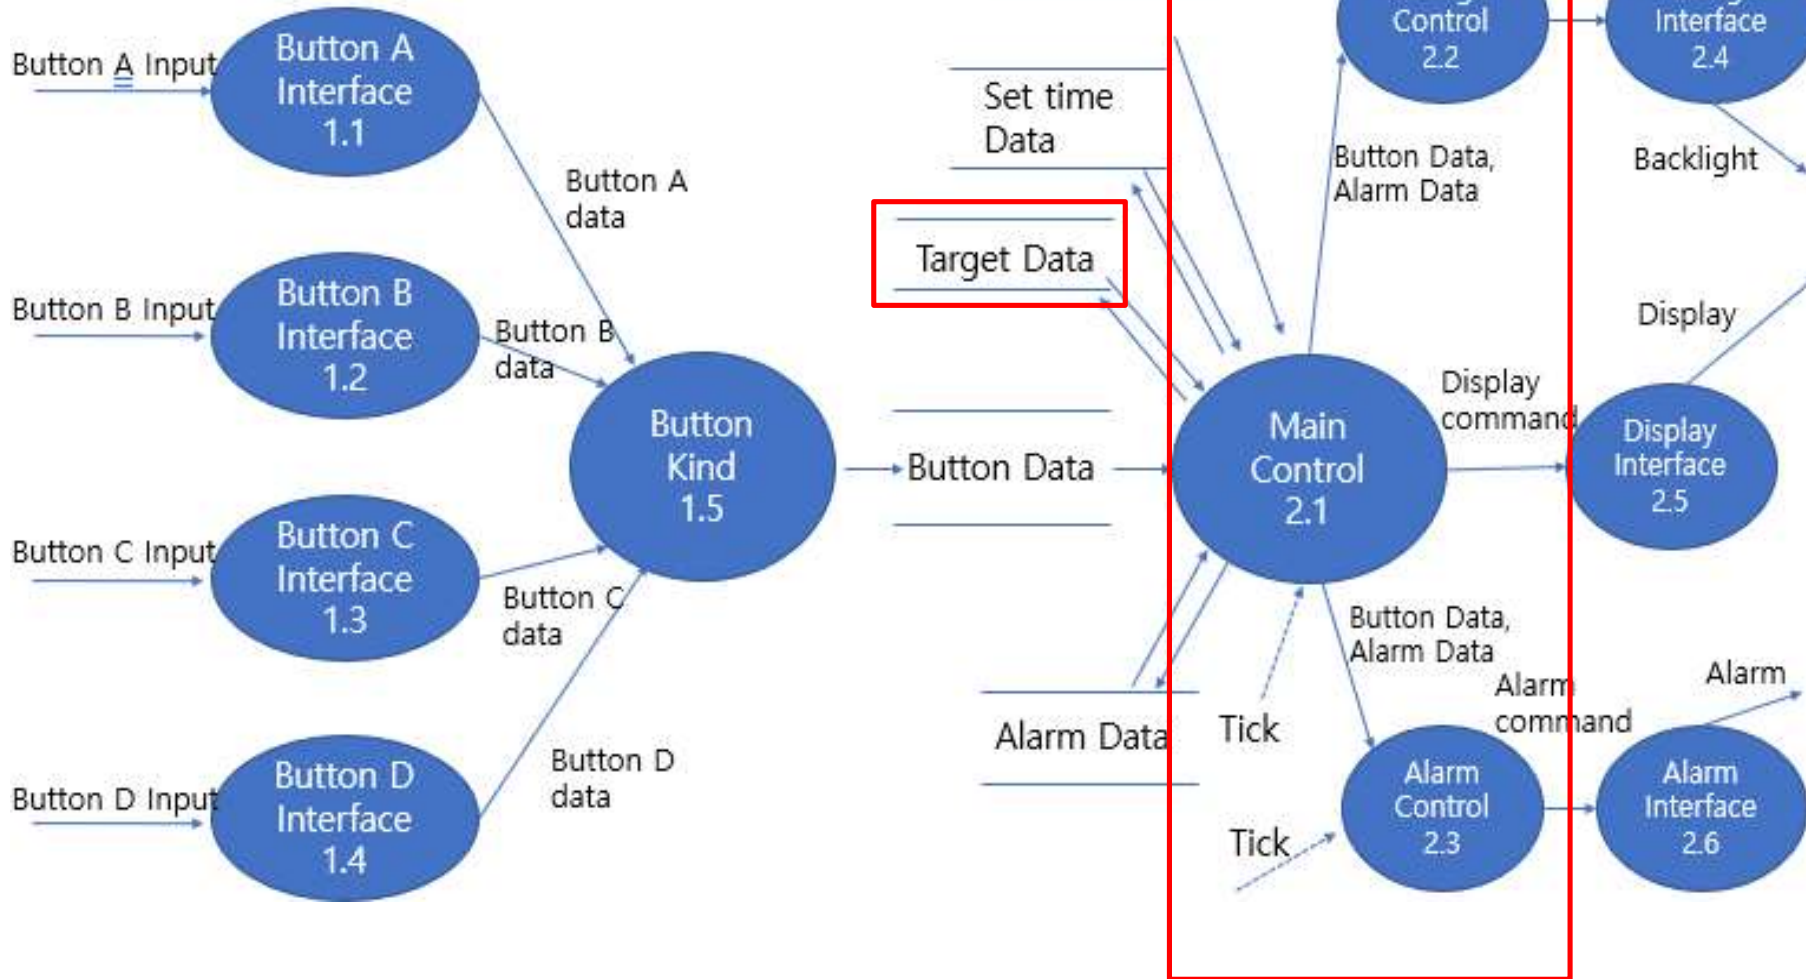 Button A Input
Button A
Interface
1.1
Button A
data
Button B Input
Button B
Interface
1.2
Button B
data
Button C Input
Button C
Interface
1.3
Button C
data
Button D Input
Button D
Interface
1.4
Button D
data
Button
Kind
1.5
Set time
Data
Target Data
Button Data
Alarm Data
Control
2.2
Interface
2.4
Button Data,
Alarm Data
Backlight
Display
Main
Control
2.1
Display
command
Display
Interface
2.5
Button Data,
Alarm Data
Tick
Tick
Alarm
command
Alarm
Alarm
Control
2.3
Alarm
Interface
2.6